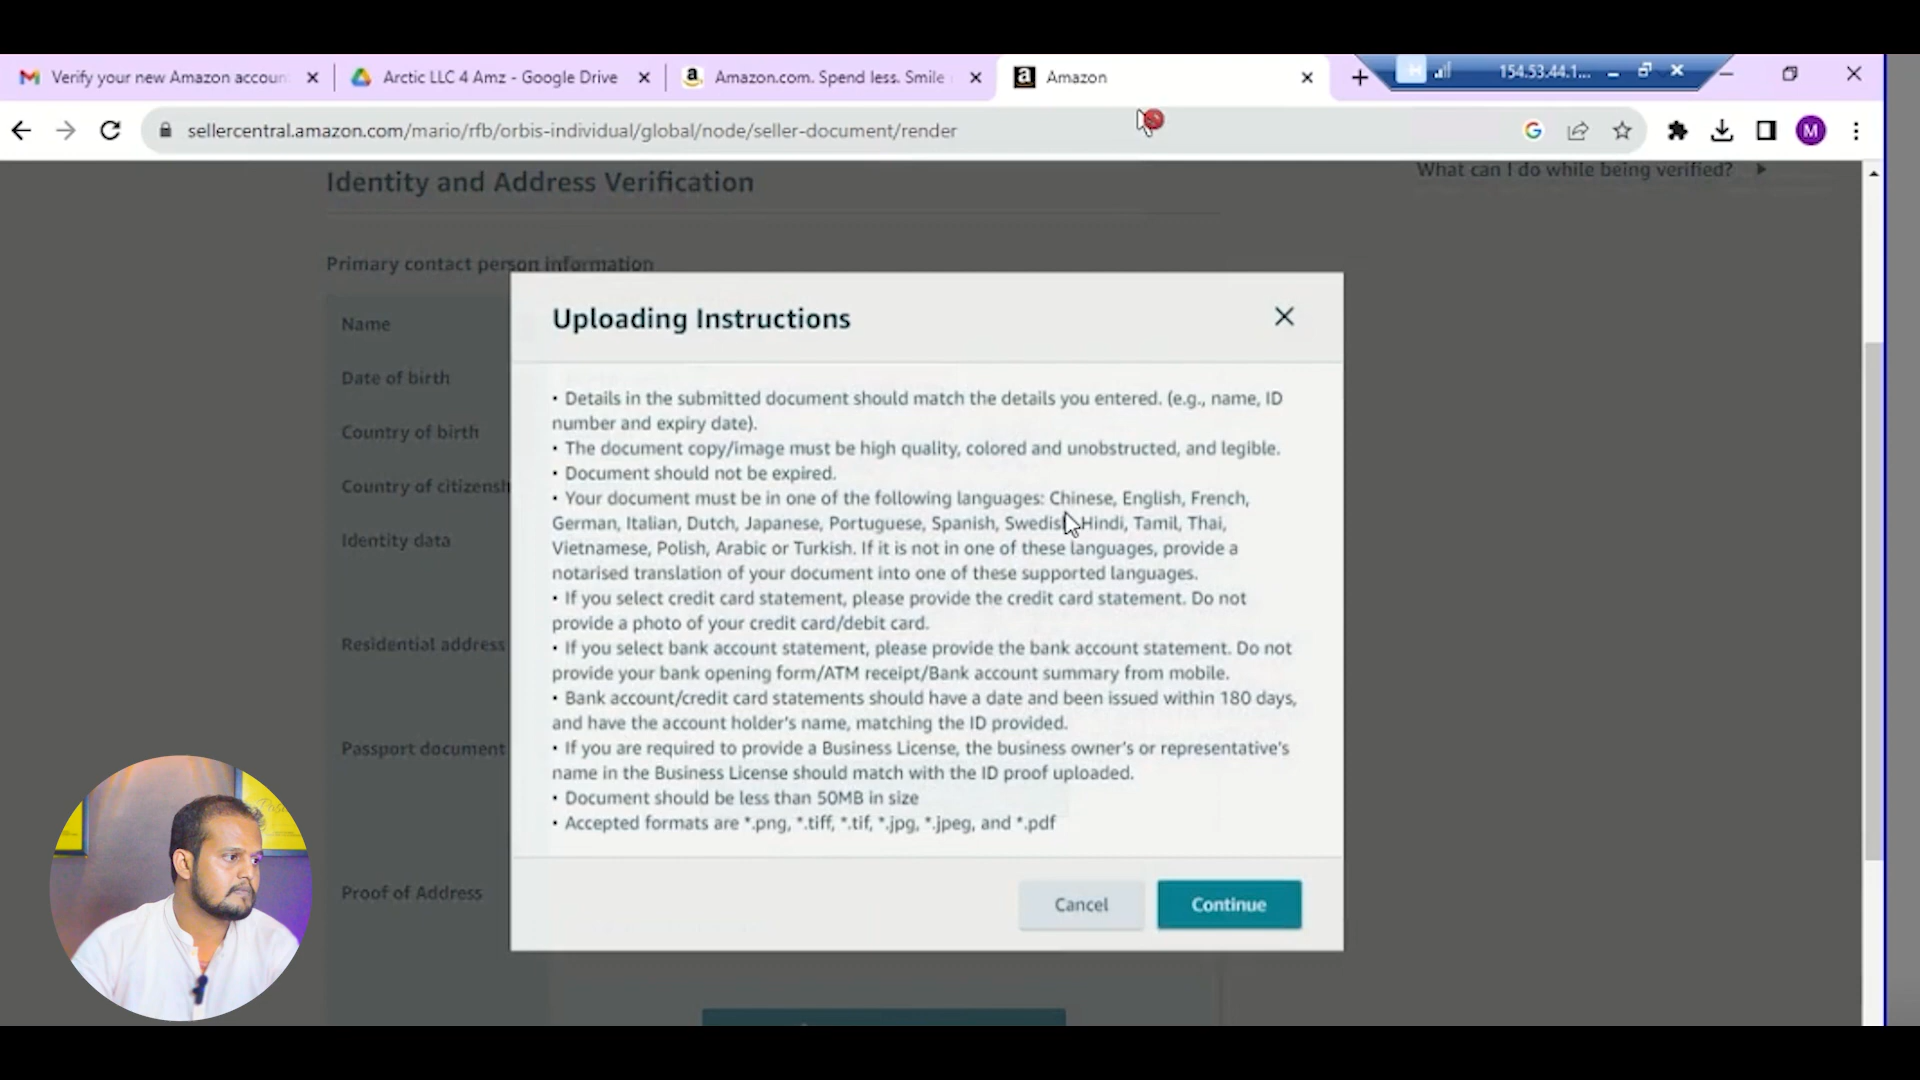 Verify your new Amazon accoun
Arctic LLC 4 Amz - Google Drive
Amazon.com. Spend less. Smile
Amazon
154.53.44.1...
sellercentral.amazon.com/mario/rfb/orbis-individual/global/node/seller-document/render
M
Identity and Address Verification
What can I do while being verified?
Primary contact person information
Name
Date of birth
Country of birth
Country of citizensh
Identity data
Residential address
Passport document
Proof of Address
Uploading Instructions
• Details in the submitted document should match the details you entered. (e.g., name, ID
number and expiry date).
• The document copy/image must be high quality, colored and unobstructed, and legible.
• Document should not be expired.
• Your document must be in one of the following languages: Chinese, English, French,
German, Italian, Dutch, Japanese, Portuguese, Spanish, Swedish, Hindi, Tamil, Thai,
Vietnamese, Polish, Arabic or Turkish. If it is not in one of these languages, provide a
notarised translation of your document into one of these supported languages.
• If you select credit card statement, please provide the credit card statement. Do not
provide a photo of your credit card/debit card.
• If you select bank account statement, please provide the bank account statement. Do not
provide your bank opening form/ATM receipt/Bank account summary from mobile.
• Bank account/credit card statements should have a date and been issued within 180 days,
and have the account holder's name, matching the ID provided.
• If you are required to provide a Business License, the business owner's or representative's
name in the Business License should match with the ID proof uploaded.
• Document should be less than 50MB in size
• Accepted formats are *.png, *.tiff, *.tif, *.jpg, *.jpeg, and *.pdf
Cancel
Continue